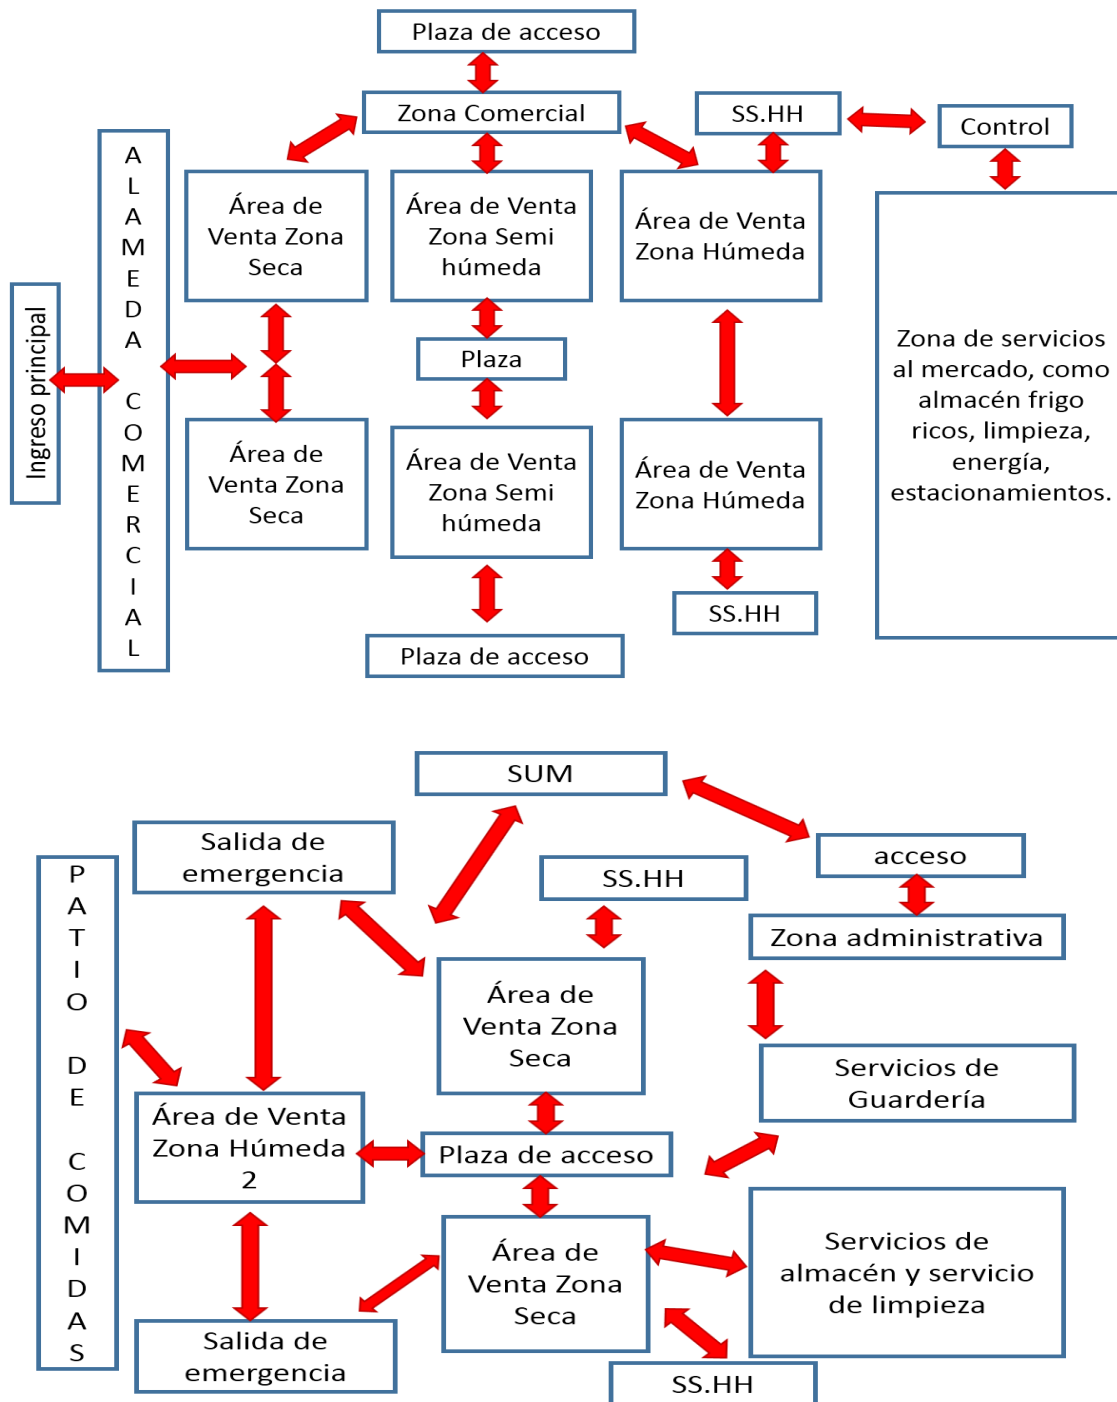 Plaza de acceso
Zona Comercial
SS.HH
Control
ALAMEDA COMERCIAL
Ingreso principal
Área de
Venta Zona
Seca
Área de Venta
Zona Semi
húmeda
Área de Venta
Zona Húmeda
Plaza
Zona de servicios
al mercado, como
almacén frigo
ricos, limpieza,
energía,
estacionamientos.
Área de
Venta Zona
Seca
Área de Venta
Zona Semi
húmeda
Área de Venta
Zona Húmeda
SS.HH
Plaza de acceso
SUM
Salida de
emergencia
SS.HH
acceso
Zona administrativa
PATIO DE COMIDAS
Área de
Venta Zona
Seca
Servicios de
Guardería
Área de Venta
Zona Húmeda
2
Plaza de acceso
Área de
Venta Zona
Seca
Servicios de
almacén y servicio
de limpieza
Salida de
emergencia
SS.HH